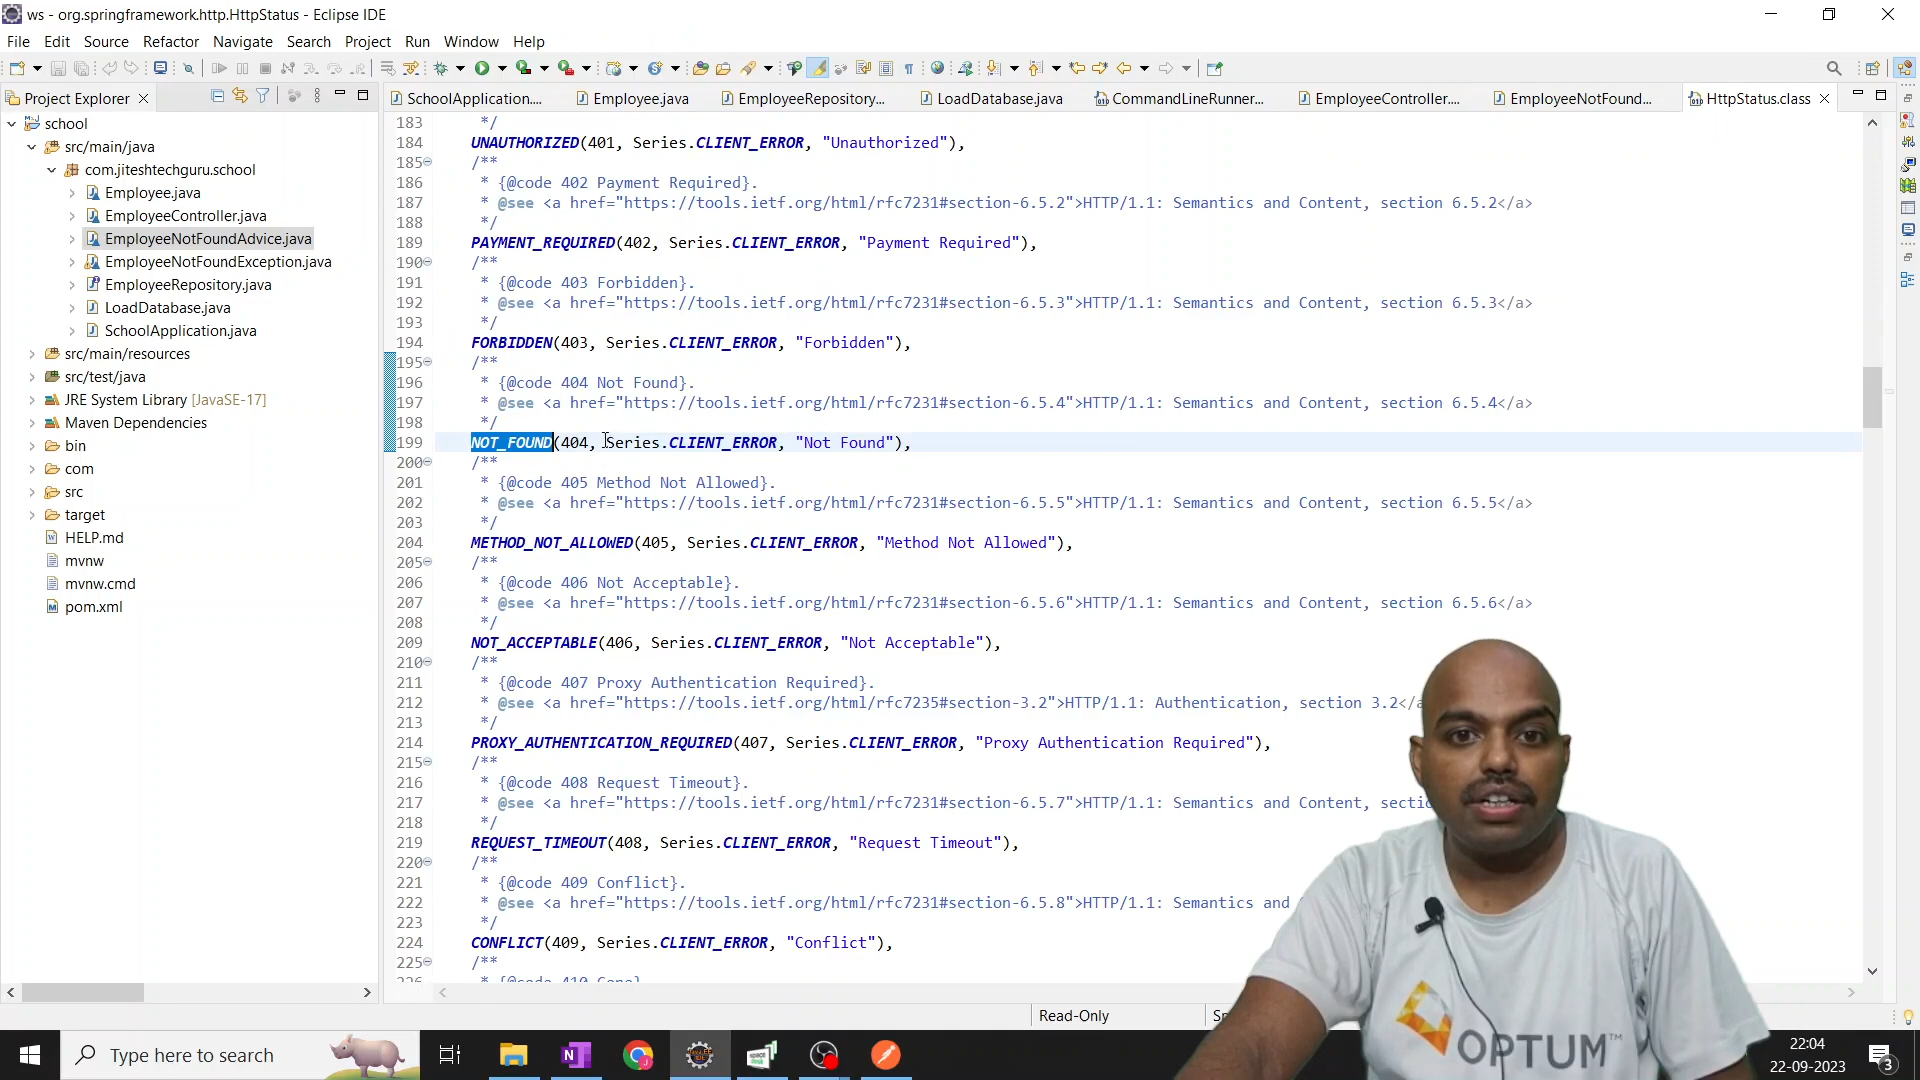 ws - org.springframework.http.HttpStatus - Eclipse IDE
File Edit Source Refactor Navigate Search Project Run Window Help
Project Explorer
SchoolApplication.... Employee.java EmployeeRepository... LoadDatabase.java CommandLineRunner... EmployeeController.... EmployeeNotFound... HttpStatus.class
school
src/main/java
com.jiteshtechguru.school
Employee.java
EmployeeController.java
EmployeeNotFoundAdvice.java
EmployeeNotFoundException.java
EmployeeRepository.java
LoadDatabase.java
SchoolApplication.java
src/main/resources
src/test/java
JRE System Library [JavaSE-17]
Maven Dependencies
bin
com
src
target
HELP.md
mvnw
mvnw.cmd
pom.xml
183 */
184 UNAUTHORIZED(401, Series.CLIENT_ERROR, "Unauthorized"),
185 /**
186 * {@code 402 Payment Required}.
187 * @see <a href="https://tools.ietf.org/html/rfc7231#section-6.5.2">HTTP/1.1: Semantics and Content, section 6.5.2</a>
188 */
189 PAYMENT_REQUIRED(402, Series.CLIENT_ERROR, "Payment Required"),
190 /**
191 * {@code 403 Forbidden}.
192 * @see <a href="https://tools.ietf.org/html/rfc7231#section-6.5.3">HTTP/1.1: Semantics and Content, section 6.5.3</a>
193 */
194 FORBIDDEN(403, Series.CLIENT_ERROR, "Forbidden"),
195 /**
196 * {@code 404 Not Found}.
197 * @see <a href="https://tools.ietf.org/html/rfc7231#section-6.5.4">HTTP/1.1: Semantics and Content, section 6.5.4</a>
198 */
199 NOT_FOUND(404, Series.CLIENT_ERROR, "Not Found"),
200 /**
201 * {@code 405 Method Not Allowed}.
202 * @see <a href="https://tools.ietf.org/html/rfc7231#section-6.5.5">HTTP/1.1: Semantics and Content, section 6.5.5</a>
203 */
204 METHOD_NOT_ALLOWED(405, Series.CLIENT_ERROR, "Method Not Allowed"),
205 /**
206 * {@code 406 Not Acceptable}.
207 * @see <a href="https://tools.ietf.org/html/rfc7231#section-6.5.6">HTTP/1.1: Semantics and Content, section 6.5.6</a>
208 */
209 NOT_ACCEPTABLE(406, Series.CLIENT_ERROR, "Not Acceptable"),
210 /**
211 * {@code 407 Proxy Authentication Required}.
212 * @see <a href="https://tools.ietf.org/html/rfc7235#section-3.2">HTTP/1.1: Authentication, section 3.2</a
213 */
214 PROXY_AUTHENTICATION_REQUIRED(407, Series.CLIENT_ERROR, "Proxy Authentication Required"),
215 /**
216 * {@code 408 Request Timeout}.
217 * @see <a href="https://tools.ietf.org/html/rfc7231#section-6.5.7">HTTP/1.1: Semantics and Content,
218 */
219 REQUEST_TIMEOUT(408, Series.CLIENT_ERROR, "Request Timeout"),
220 /**
221 * {@code 409 Conflict}.
222 * @see <a href="https://tools.ietf.org/html/rfc7231#section-6.5.8">HTTP/1.1: Semantics and
223 */
224 CONFLICT(409, Series.CLIENT_ERROR, "Conflict"),
225 /**
Read-Only
OPTUM™
Type here to search
22:04
22-09-2023
3